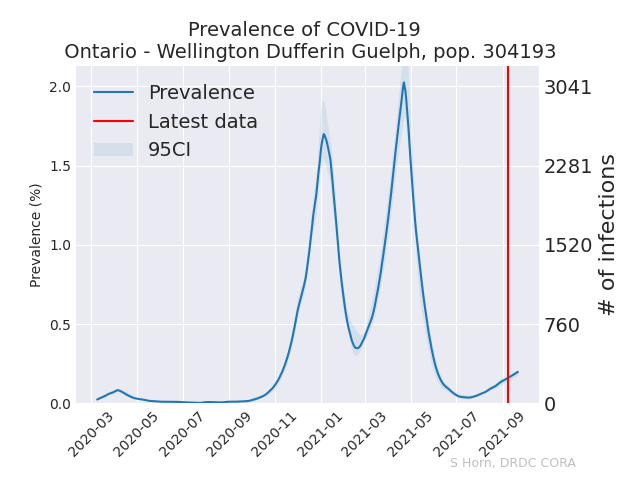 Prevalence of COVID-19
Ontario - Wellington Dufferin Guelph, pop. 304193
Prevalence
Latest data
95CI
Prevalence (%)
2.0
1.5
1.0
0.5
0.0
3041
2281
1520
760
0
# of infections
2020-03
2020-05
2020-07
2020-09
2020-11
2021-01
2021-03
2021-05
2021-07
2021-09
S Horn, DRDC CORA